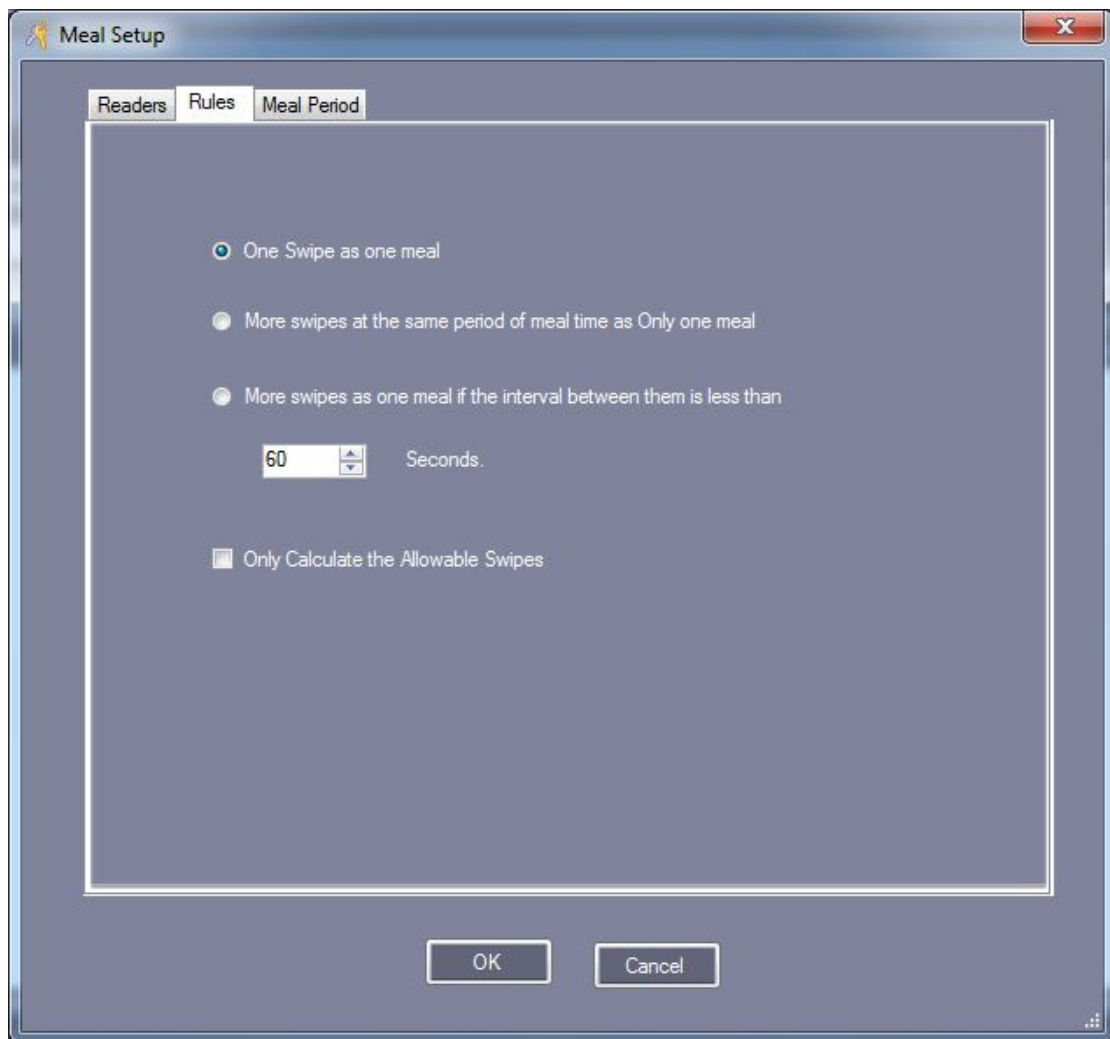 Meal Setup
Readers Rules Meal Period
One Swipe as one meal
More swipes at the same period of meal time as Only one meal
More swipes as one meal if the interval between them is less than
60 Seconds.
Only Calculate the Allowable Swipes
OK Cancel